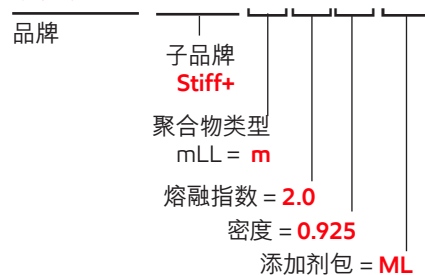 品牌
子品牌
Stiff+
聚合物类型
mLL = m
熔融指数 = 2.0
密度 = 0.925
添加剂包 = ML